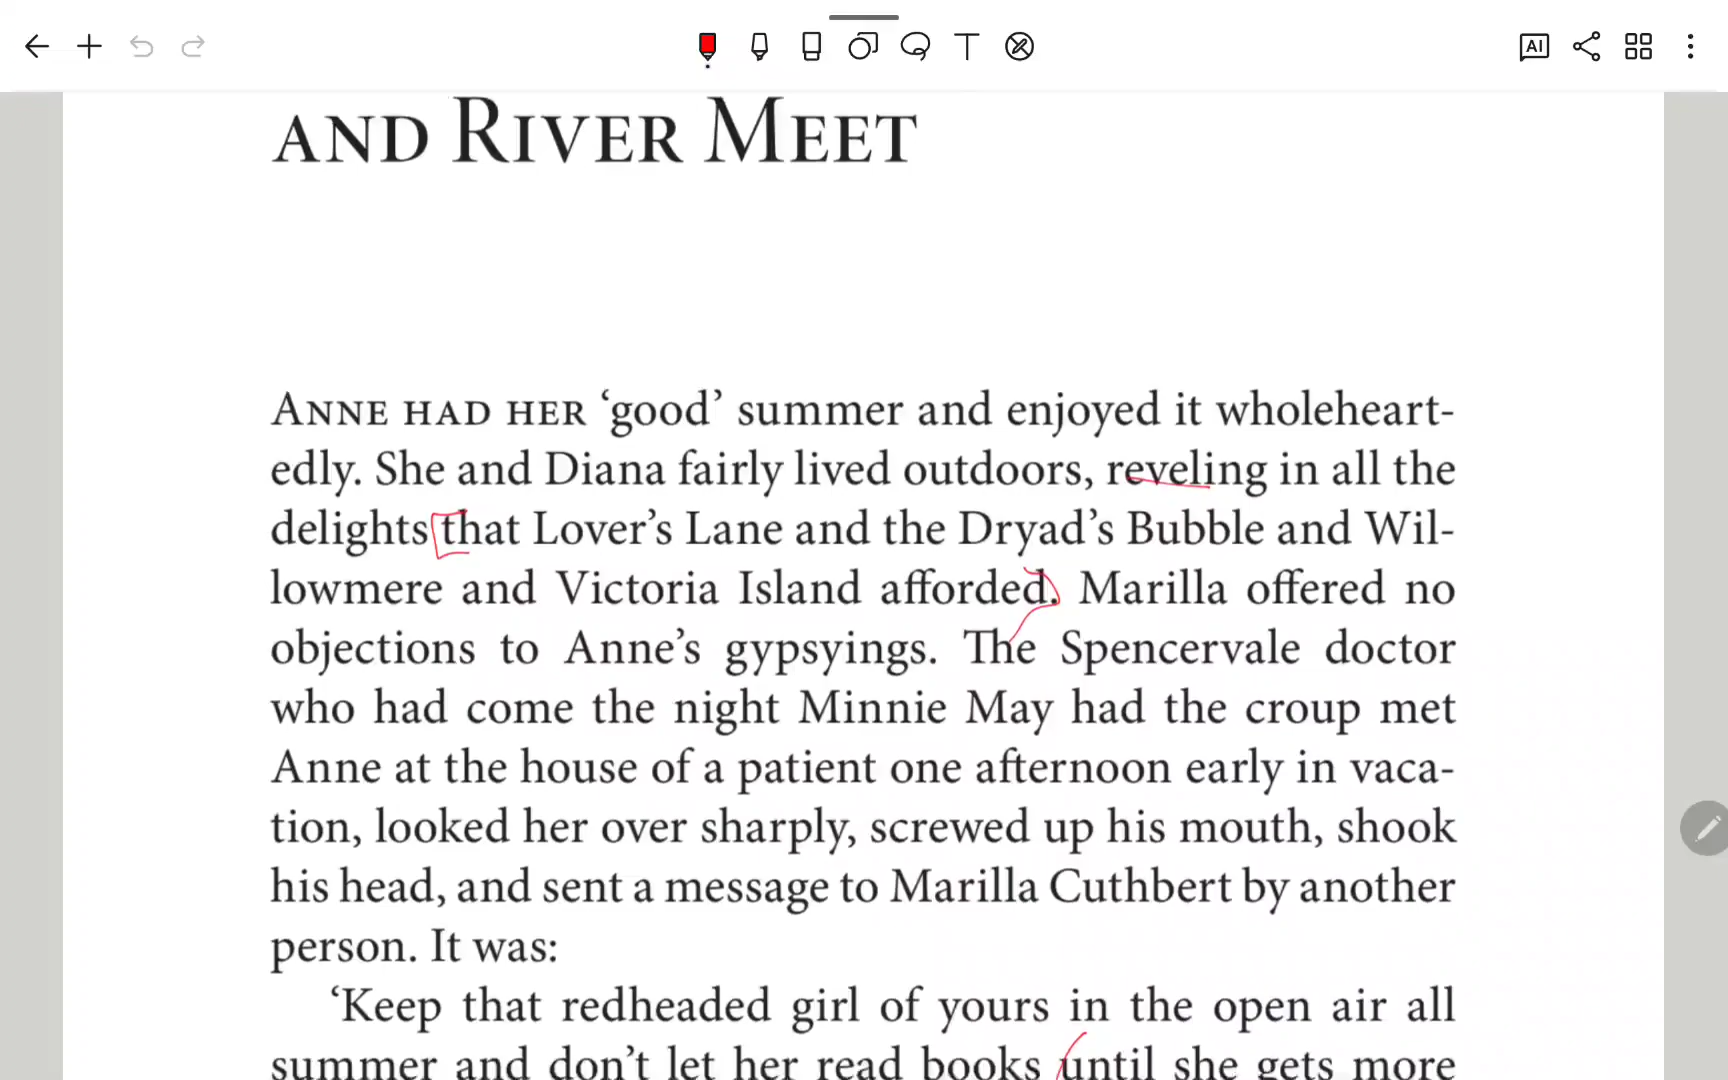 T
AI
AND RIVER MEET
ANNE HAD HER ‘good’ summer and enjoyed it wholeheart-
edly. She and Diana fairly lived outdoors, reveling in all the
delights that Lover’s Lane and the Dryad’s Bubble and Wil-
lowmere and Victoria Island afforded. Marilla offered no
objections to Anne’s gypsyings. The Spencervale doctor
who had come the night Minnie May had the croup met
Anne at the house of a patient one afternoon early in vaca-
tion, looked her over sharply, screwed up his mouth, shook
his head, and sent a message to Marilla Cuthbert by another
person. It was:
‘Keep that redheaded girl of yours in the open air all
summer and don’t let her read books until she gets more